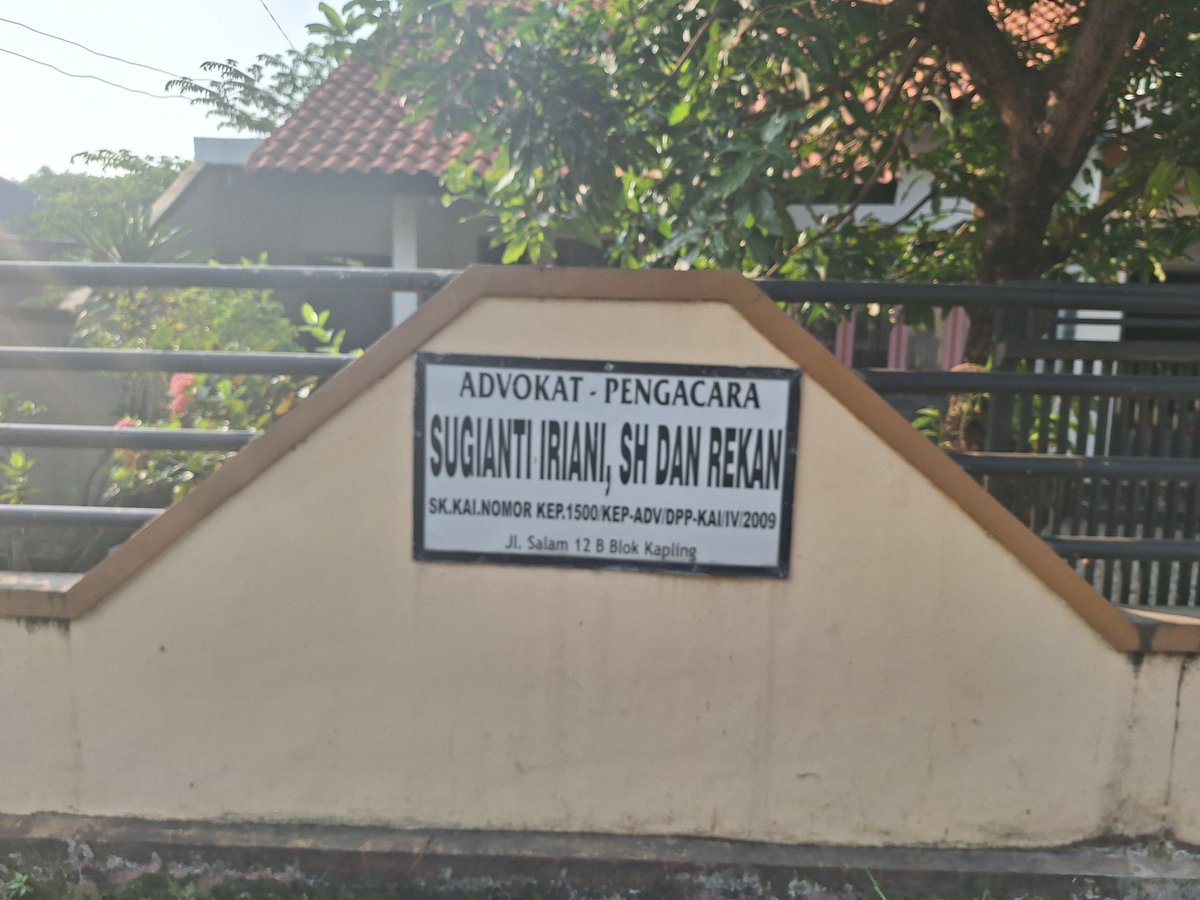 ADVOKAT - PENGACARA
SUGIANTI IRIANI, SH DAN REKAN
SK.KAI.NOMOR KEP.1500/KEP-ADV/DPP-KAI/IV/2009
Jl. Salam 12 B Blok Kapling